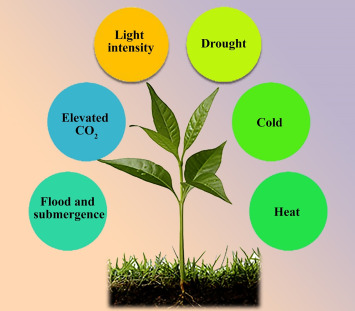 Light
intensity
Drought
Elevated
CO₂
Cold
Flood and
submergence
Heat